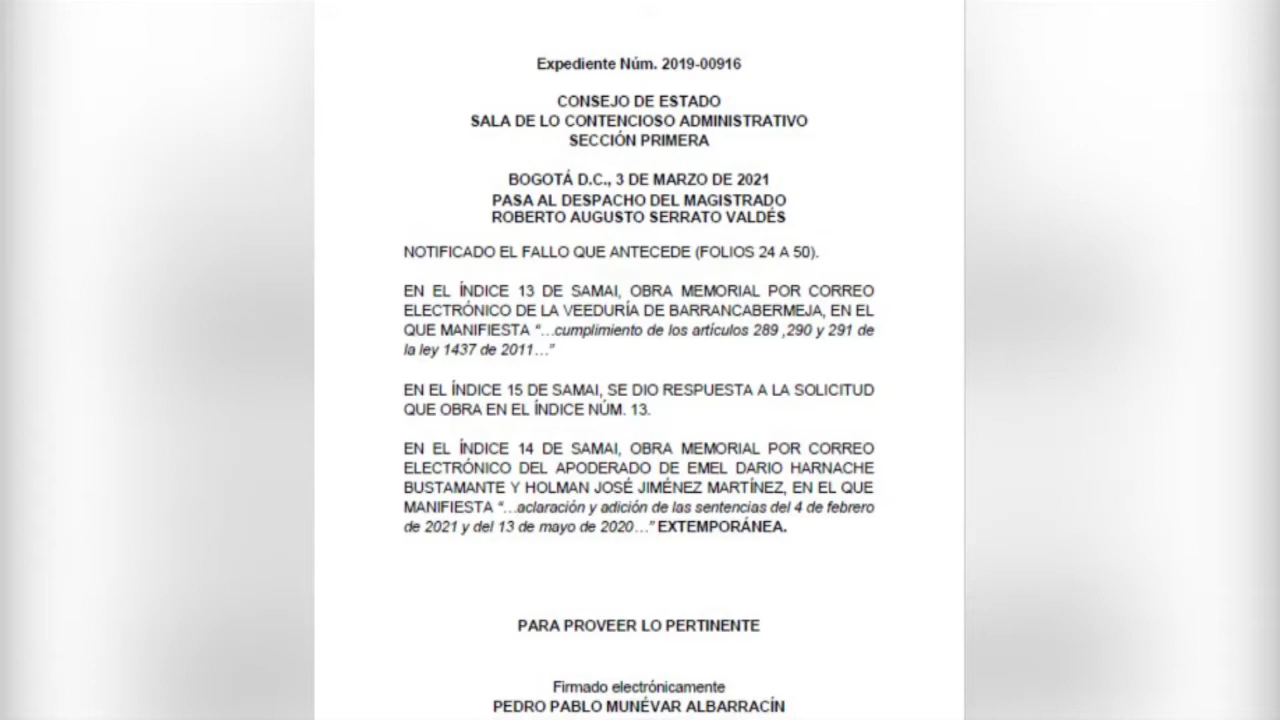 Expediente Núm. 2019-00916
CONSEJO DE ESTADO
SALA DE LO CONTENCIOSO ADMINISTRATIVO
SECCIÓN PRIMERA
BOGOTÁ D.C., 3 DE MARZO DE 2021
PASA AL DESPACHO DEL MAGISTRADO
ROBERTO AUGUSTO SERRATO VALDÉS
NOTIFICADO EL FALLO QUE ANTECEDE (FOLIOS 24 A 50).
EN EL ÍNDICE 13 DE SAMAI, OBRA MEMORIAL POR CORREO
ELECTRÓNICO DE LA VEEDURÍA DE BARRANCABERMEJA, EN EL
QUE MANIFIESTA “…cumplimiento de los artículos 289 ,290 y 291 de
la ley 1437 de 2011…”
EN EL ÍNDICE 15 DE SAMAI, SE DIO RESPUESTA A LA SOLICITUD
QUE OBRA EN EL ÍNDICE NÚM. 13.
EN EL ÍNDICE 14 DE SAMAI, OBRA MEMORIAL POR CORREO
ELECTRÓNICO DEL APODERADO DE EMEL DARIO HARNACHE
BUSTAMANTE Y HOLMAN JOSÉ JIMÉNEZ MARTÍNEZ, EN EL QUE
MANIFIESTA “…aclaración y adición de las sentencias del 4 de febrero
de 2021 y del 13 de mayo de 2020…” EXTEMPORÁNEA.
PARA PROVEER LO PERTINENTE
Firmado electrónicamente
PEDRO PABLO MUNÉVAR ALBARRACÍN